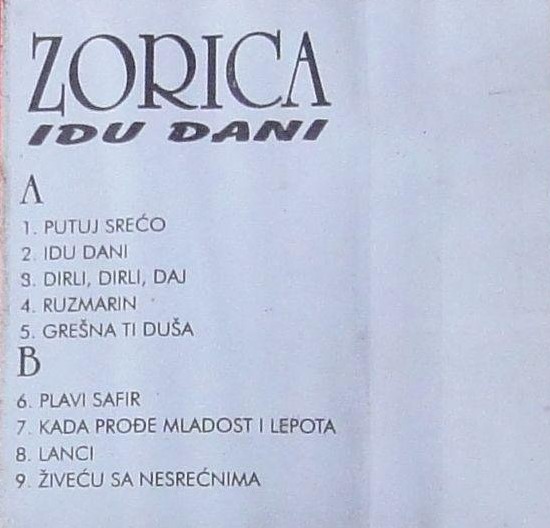 ZORICA
IDU DANI
A
1. PUTUJ SREĆO
2. IDU DANI
3. DIRLI, DIRLI, DAJ
4. RUZMARIN
5. GREŠNA TI DUŠA
B
6. PLAVI SAFIR
7. KADA PROĐE MLADOST I LEPOTA
8. LANCI
9. ŽIVEĆU SA NESREĆNIMA